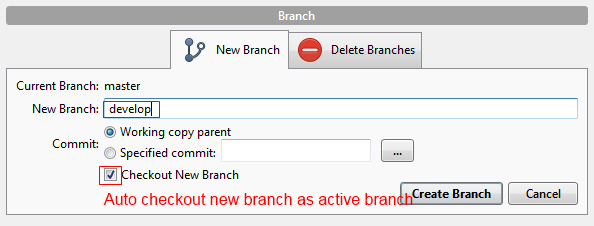 Branch
New Branch
Delete Branches
Current Branch: master
New Branch: develop
Commit: Working copy parent
Specified commit: ...
Checkout New Branch
Auto checkout new branch as active branch
Create Branch Cancel